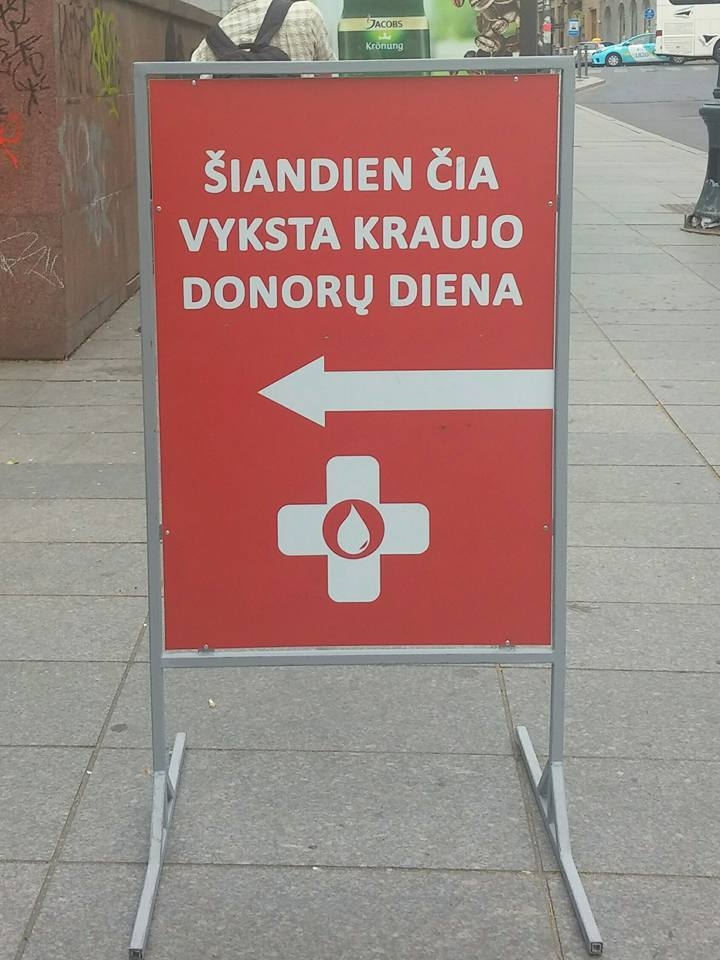 JACOBS
Krönung
ŠIANDIEN ČIA
VYKSTA KRAUJO
DONORŲ DIENA